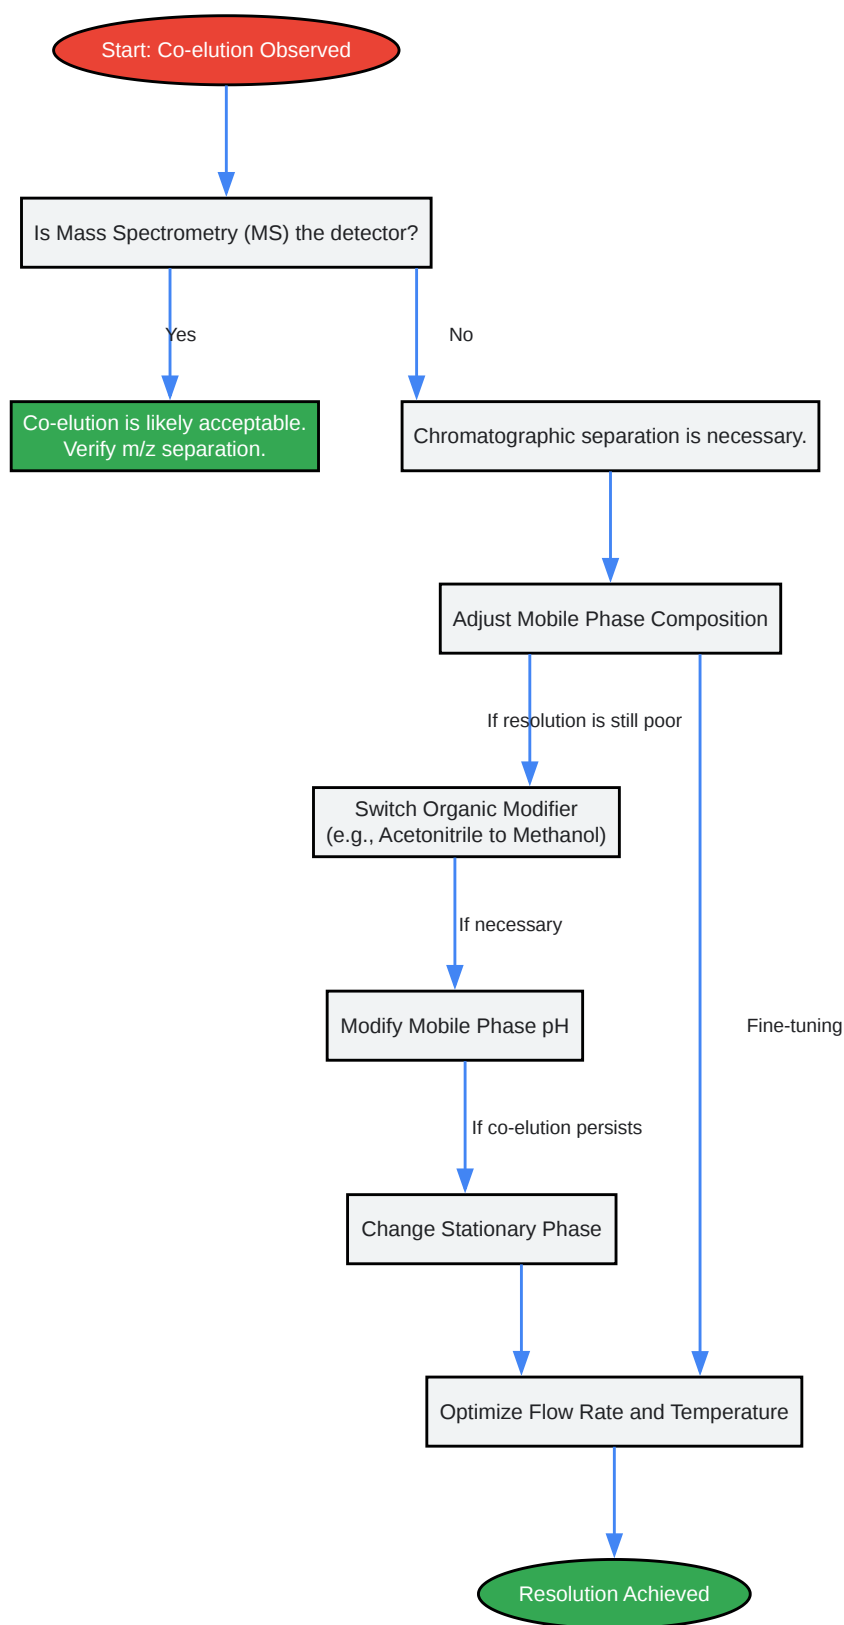 Start: Co-elution Observed
Is Mass Spectrometry (MS) the detector?
Yes
No
Co-elution is likely acceptable.
Verify m/z separation.
Chromatographic separation is necessary.
Adjust Mobile Phase Composition
If resolution is still poor
Switch Organic Modifier
(e.g., Acetonitrile to Methanol)
If necessary
Modify Mobile Phase pH
Fine-tuning
If co-elution persists
Change Stationary Phase
Optimize Flow Rate and Temperature
Resolution Achieved